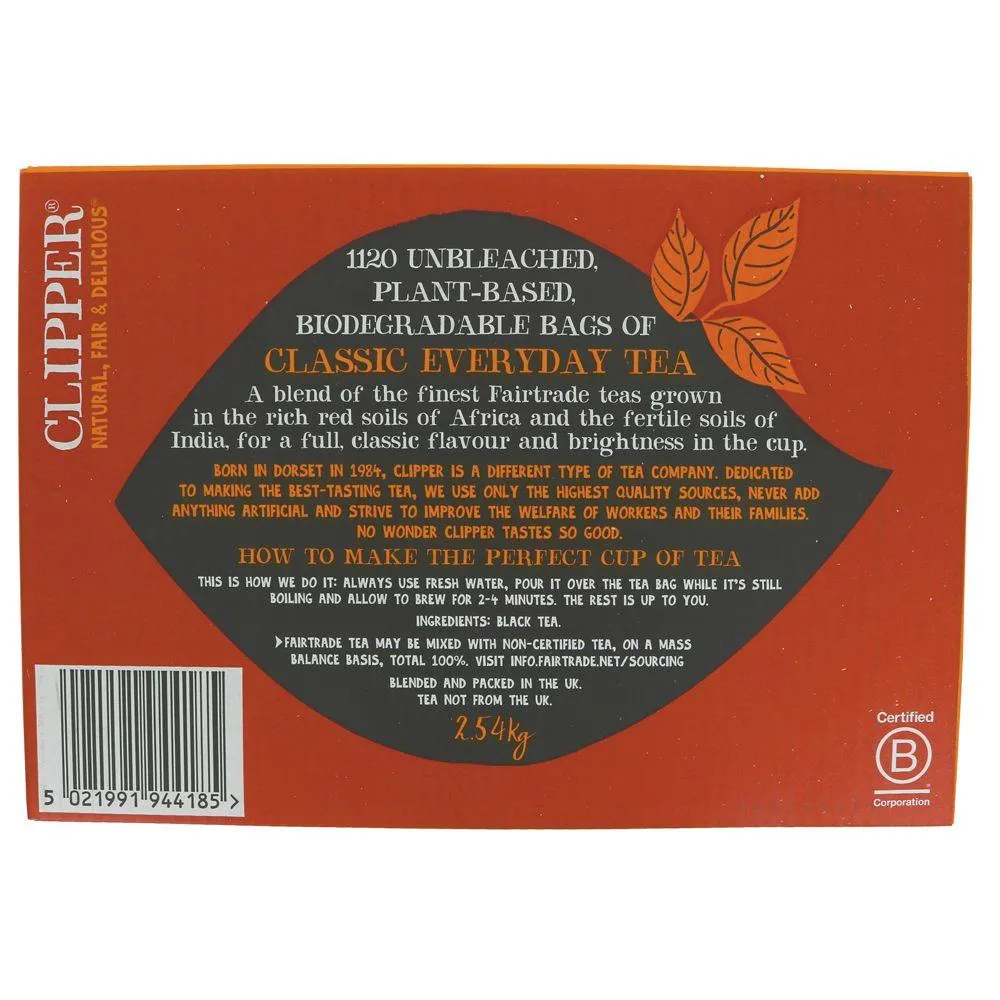 CLIPPER®
NATURAL, FAIR & DELICIOUS
1120 UNBLEACHED,
PLANT-BASED,
BIODEGRADABLE BAGS OF
CLASSIC EVERYDAY TEA
A blend of the finest Fairtrade teas grown
in the rich red soils of Africa and the fertile soils of
India, for a full, classic flavour and brightness in the cup.
BORN IN DORSET IN 1984, CLIPPER IS A DIFFERENT TYPE OF TEA COMPANY. DEDICATED
TO MAKING THE BEST-TASTING TEA, WE USE ONLY THE HIGHEST QUALITY SOURCES, NEVER ADD
ANYTHING ARTIFICIAL AND STRIVE TO IMPROVE THE WELFARE OF WORKERS AND THEIR FAMILIES.
NO WONDER CLIPPER TASTES SO GOOD.
HOW TO MAKE THE PERFECT CUP OF TEA
THIS IS HOW WE DO IT: ALWAYS USE FRESH WATER, POUR IT OVER THE TEA BAG WHILE IT'S STILL
BOILING AND ALLOW TO BREW FOR 2-4 MINUTES. THE REST IS UP TO YOU.
INGREDIENTS: BLACK TEA.
FAIRTRADE TEA MAY BE MIXED WITH NON-CERTIFIED TEA, ON A MASS
BALANCE BASIS, TOTAL 100%. VISIT INFO.FAIRTRADE.NET/SOURCING
BLENDED AND PACKED IN THE UK.
TEA NOT FROM THE UK.
2.54kg
5 021991 944185 >
Certified
B
Corporation